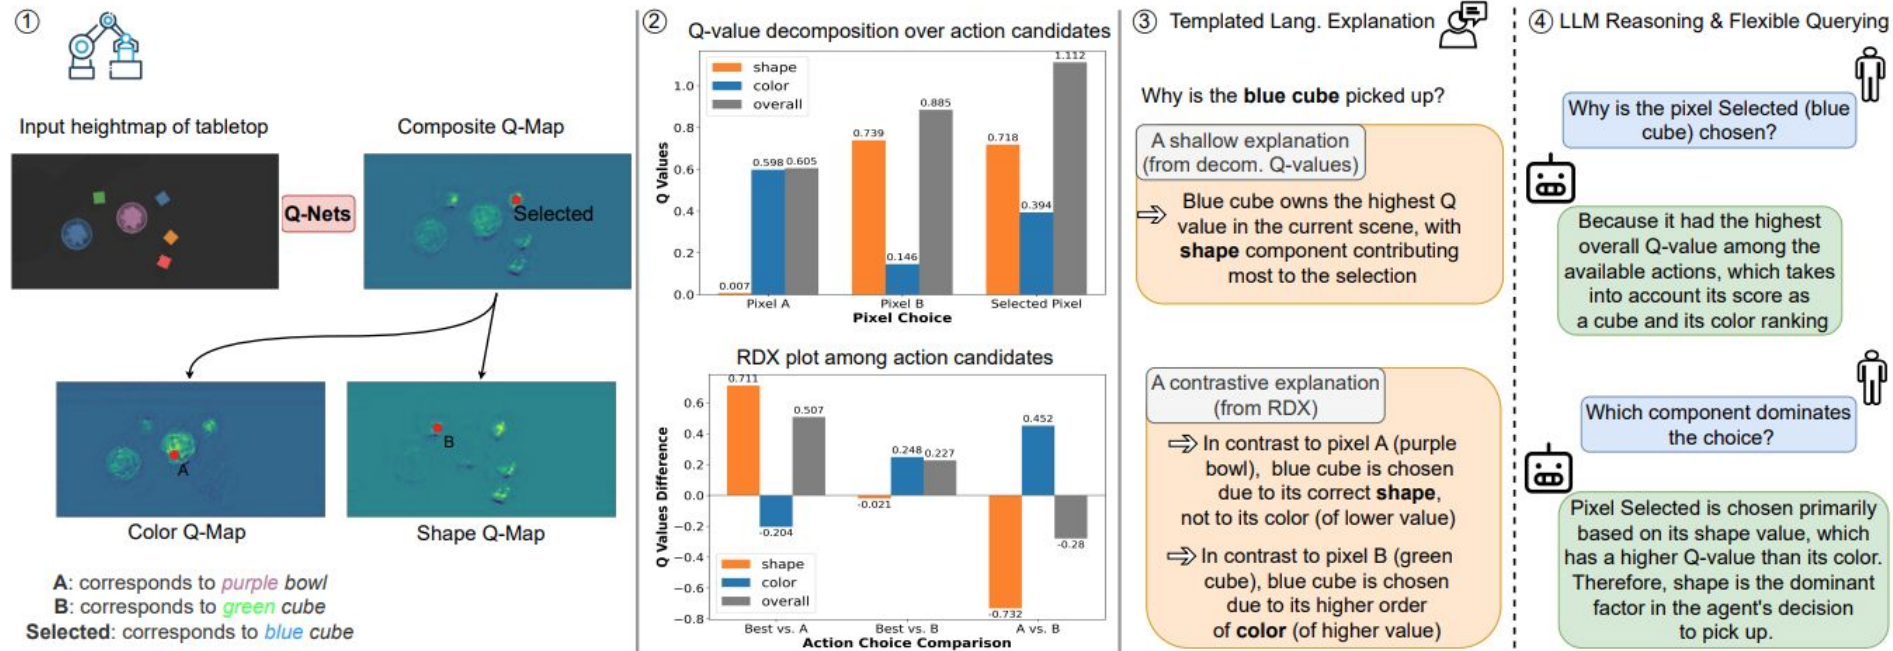 ①
Input heightmap of tabletop
Composite Q-Map
Q-Nets
Selected
A
B
Color Q-Map
Shape Q-Map
A: corresponds to purple bowl
B: corresponds to green cube
Selected: corresponds to blue cube
②
Q-value decomposition over action candidates
shape
color
overall
Q Values
1.0
0.8
0.6
0.4
0.2
0.0
0.007
0.598
0.605
0.739
0.146
0.885
0.718
0.394
1.112
Pixel A
Pixel B
Selected Pixel
Pixel Choice
RDX plot among action candidates
Q Values Difference
0.6
0.4
0.2
0.0
−0.2
−0.4
−0.6
−0.8
0.711
-0.204
0.507
-0.021
0.248
0.227
-0.732
0.452
-0.28
shape
color
overall
Best vs. A
Best vs. B
A vs. B
Action Choice Comparison
③ Templated Lang. Explanation
Why is the blue cube picked up?
A shallow explanation
(from decom. Q-values)
Blue cube owns the highest Q
value in the current scene, with
shape component contributing
most to the selection
A contrastive explanation
(from RDX)
In contrast to pixel A (purple
bowl), blue cube is chosen
due to its correct shape,
not to its color (of lower value)
In contrast to pixel B (green
cube), blue cube is chosen
due to its higher order
of color (of higher value)
④ LLM Reasoning & Flexible Querying
Why is the pixel Selected (blue
cube) chosen?
Because it had the highest
overall Q-value among the
available actions, which takes
into account its score as
a cube and its color ranking
Which component dominates
the choice?
Pixel Selected is chosen primarily
based on its shape value, which
has a higher Q-value than its color.
Therefore, shape is the dominant
factor in the agent's decision
to pick up.